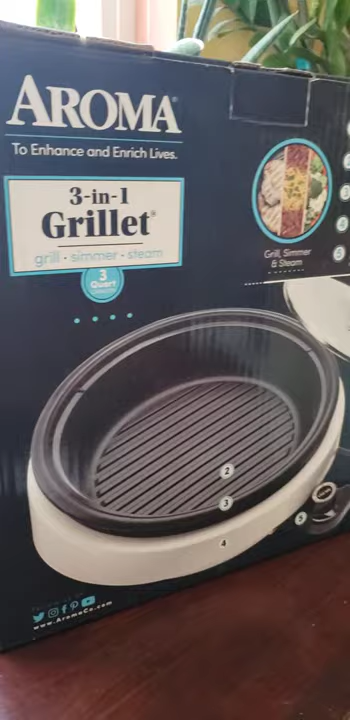 AROMA®
To Enhance and Enrich Lives.
3-in-1
Grillet®
grill • simmer • steam
3
Quart
Grill, Simmer
& Steam
2
3
4
5
www.AromaCo.com